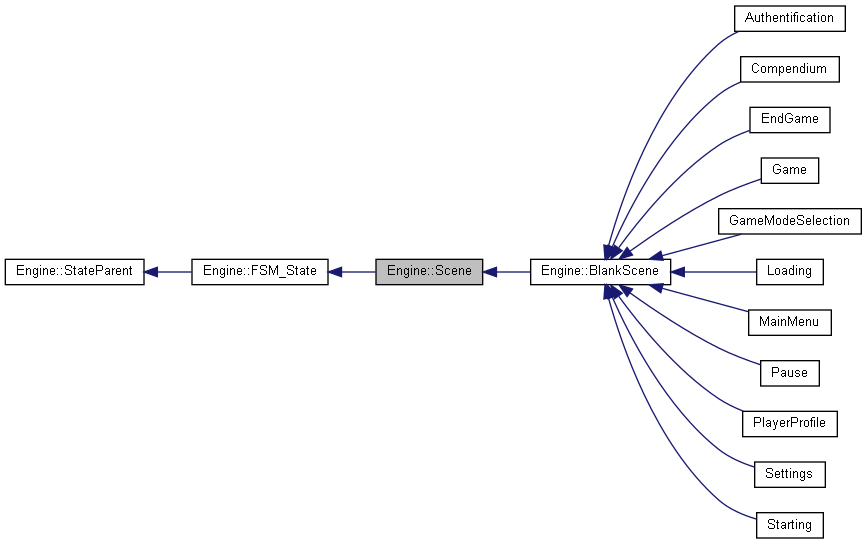 Authentification
Compendium
EndGame
Game
GameModeSelection
Engine::StateParent
Engine::FSM_State
Engine::Scene
Engine::BlankScene
Loading
MainMenu
Pause
PlayerProfile
Settings
Starting